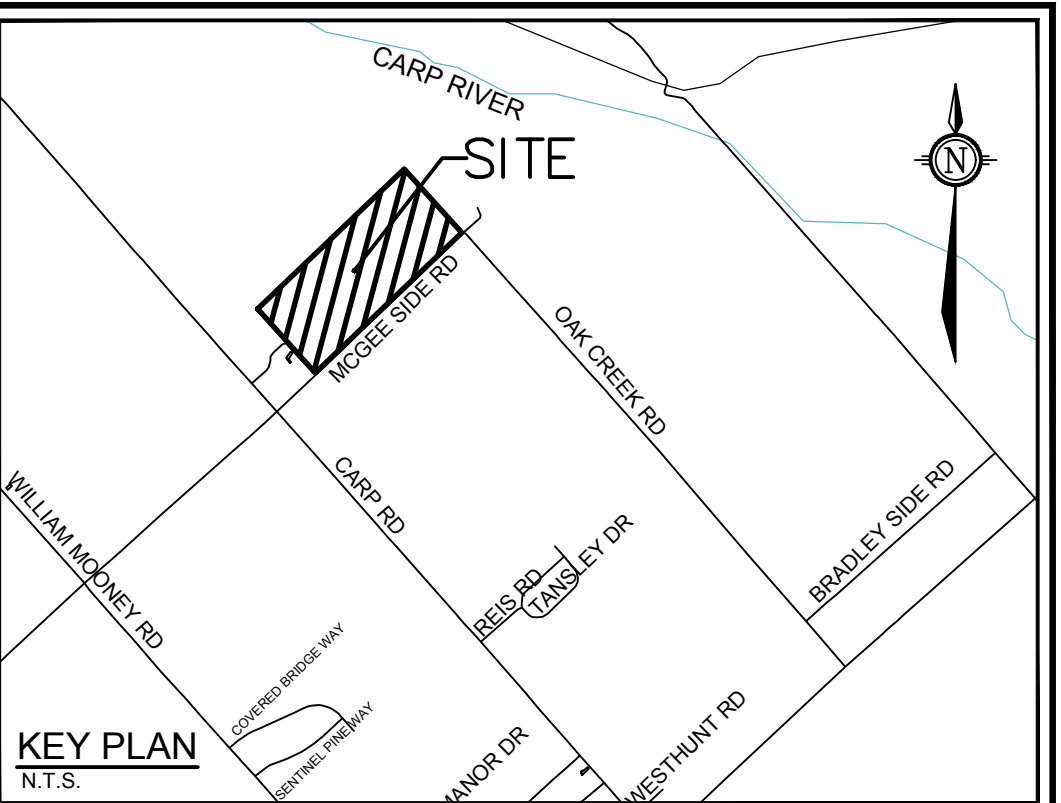 CARP RIVER
SITE
N
MCGEE SIDE RD
OAK CREEK RD
CARP RD
WILLIAM MOONEY RD
BRADLEY SIDE RD
REIS RD
TANSLEY DR
COVERED BRIDGE WAY
SENTINEL PINE WAY
MANOR DR
WESTHUNT RD
KEY PLAN
N.T.S.